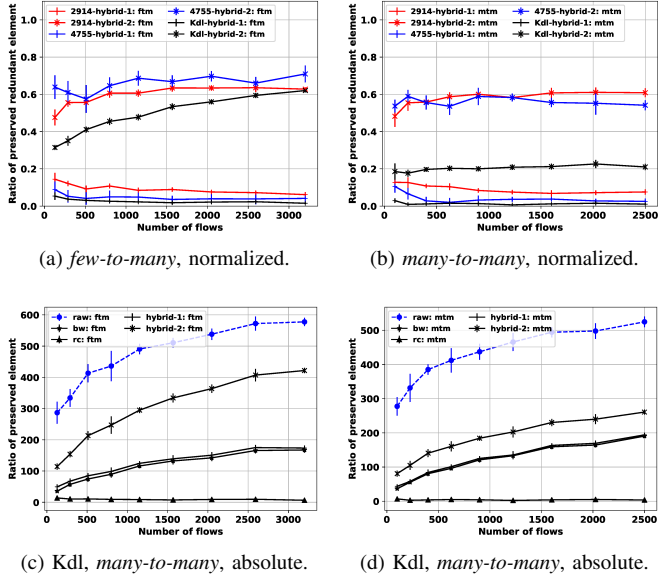 2914-hybrid-1: ftm
2914-hybrid-2: ftm
4755-hybrid-1: ftm
4755-hybrid-2: ftm
Kdl-hybrid-1: ftm
Kdl-hybrid-2: ftm
Ratio of preserved redundant element
1.0
0.8
0.6
0.4
0.2
0.0
0 500 1000 1500 2000 2500 3000
Number of flows
(a) few-to-many, normalized.
2914-hybrid-1: mtm
2914-hybrid-2: mtm
4755-hybrid-1: mtm
4755-hybrid-2: mtm
Kdl-hybrid-1: mtm
Kdl-hybrid-2: mtm
Ratio of preserved redundant element
1.0
0.8
0.6
0.4
0.2
0.0
0 500 1000 1500 2000 2500
Number of flows
(b) many-to-many, normalized.
raw: ftm
bw: ftm
rc: ftm
hybrid-1: ftm
hybrid-2: ftm
Ratio of preserved element
600
500
400
300
200
100
0
0 500 1000 1500 2000 2500 3000
Number of flows
(c) Kdl, many-to-many, absolute.
raw: mtm
bw: mtm
rc: mtm
hybrid-1: mtm
hybrid-2: mtm
Ratio of preserved element
500
400
300
200
100
0
0 500 1000 1500 2000 2500
Number of flows
(d) Kdl, many-to-many, absolute.